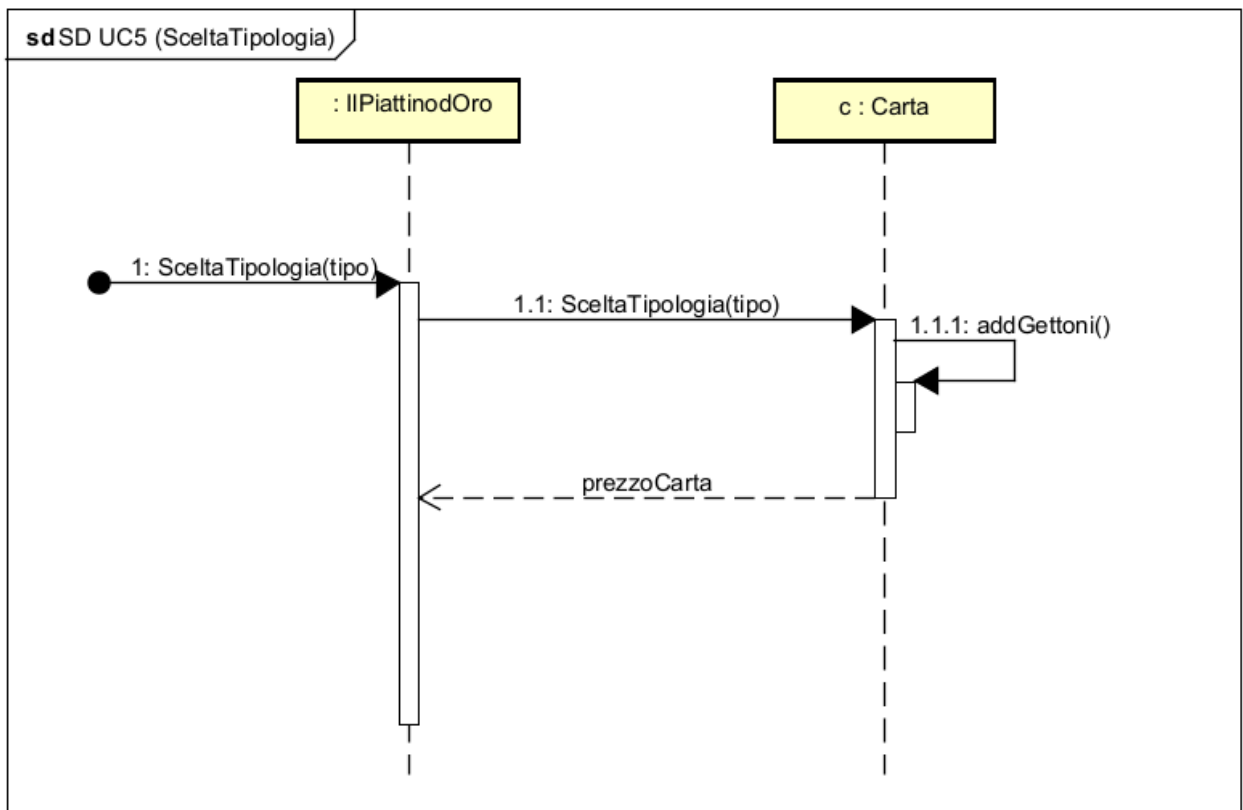 sd SD UC5 (SceltaTipologia)
: IlPiattinodOro
c : Carta
1: SceltaTipologia(tipo)
1.1: SceltaTipologia(tipo)
1.1.1: addGettoni()
prezzoCarta